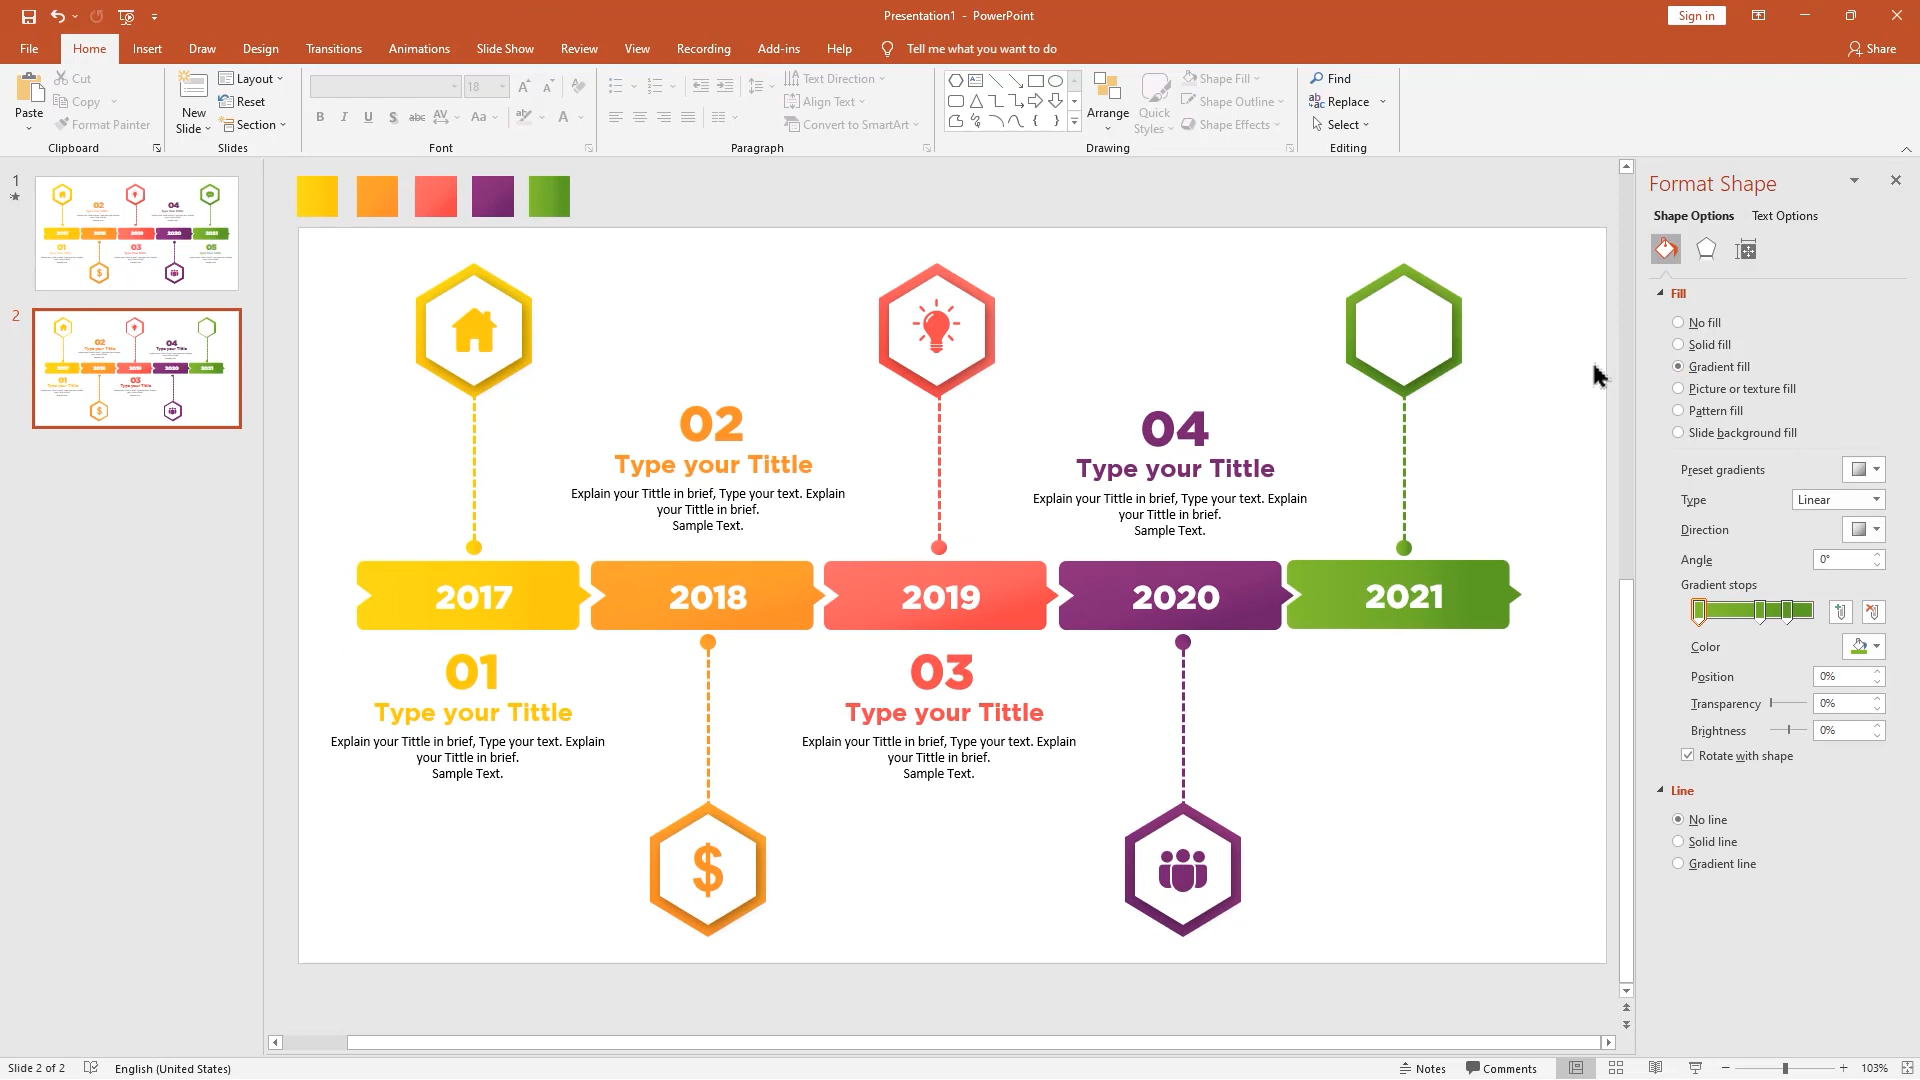 Presentation1 - PowerPoint
Sign in
File Home Insert Draw Design Transitions Animations Slide Show Review View Recording Add-ins Help Tell me what you want to do Share
Paste
Cut
Copy
Format Painter
Clipboard
New
Slide
Layout
Reset
Section
Slides
18
B I U S abc AV Aa A
Font
Text Direction
Align Text
Convert to SmartArt
Paragraph
Arrange
Quick
Styles
Shape Fill
Shape Outline
Shape Effects
Drawing
Find
Replace
Select
Editing
1
2
02
Type your Tittle
Explain your Tittle in brief, Type your text. Explain
your Tittle in brief.
Sample Text.
04
Type your Tittle
Explain your Tittle in brief, Type your text. Explain
your Tittle in brief.
Sample Text.
2017 2018 2019 2020 2021
01
Type your Tittle
Explain your Tittle in brief, Type your text. Explain
your Tittle in brief.
Sample Text.
03
Type your Tittle
Explain your Tittle in brief, Type your text. Explain
your Tittle in brief.
Sample Text.
$
Format Shape
Shape Options Text Options
Fill
No fill
Solid fill
Gradient fill
Picture or texture fill
Pattern fill
Slide background fill
Preset gradients
Type Linear
Direction
Angle 0°
Gradient stops
Color
Position 0%
Transparency 0%
Brightness 0%
Rotate with shape
Line
No line
Solid line
Gradient line
Slide 2 of 2 English (United States) Notes Comments 103%